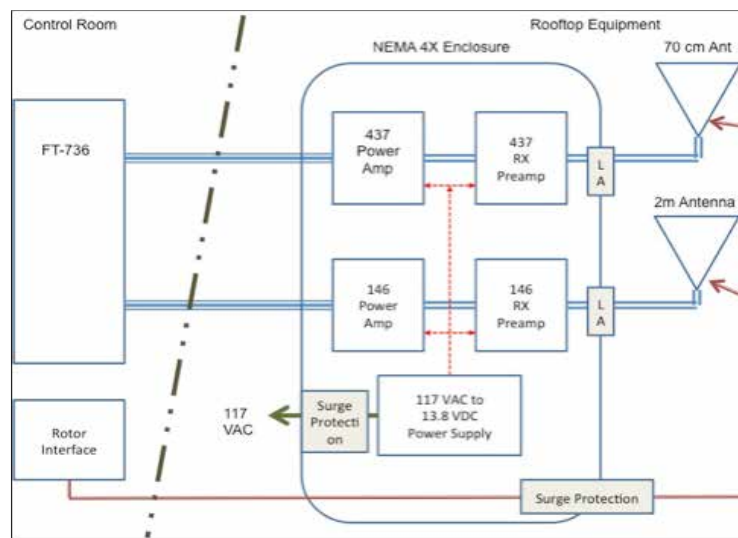 Control Room
Rooftop Equipment
NEMA 4X Enclosure
70 cm Ant
FT-736
437
Power
Amp
437
RX
Preamp
L
A
2m Antenna
146
Power
Amp
146
RX
Preamp
L
A
117
VAC
Surge
Protecti
on
117 VAC to
13.8 VDC
Power Supply
Rotor
Interface
Surge Protection